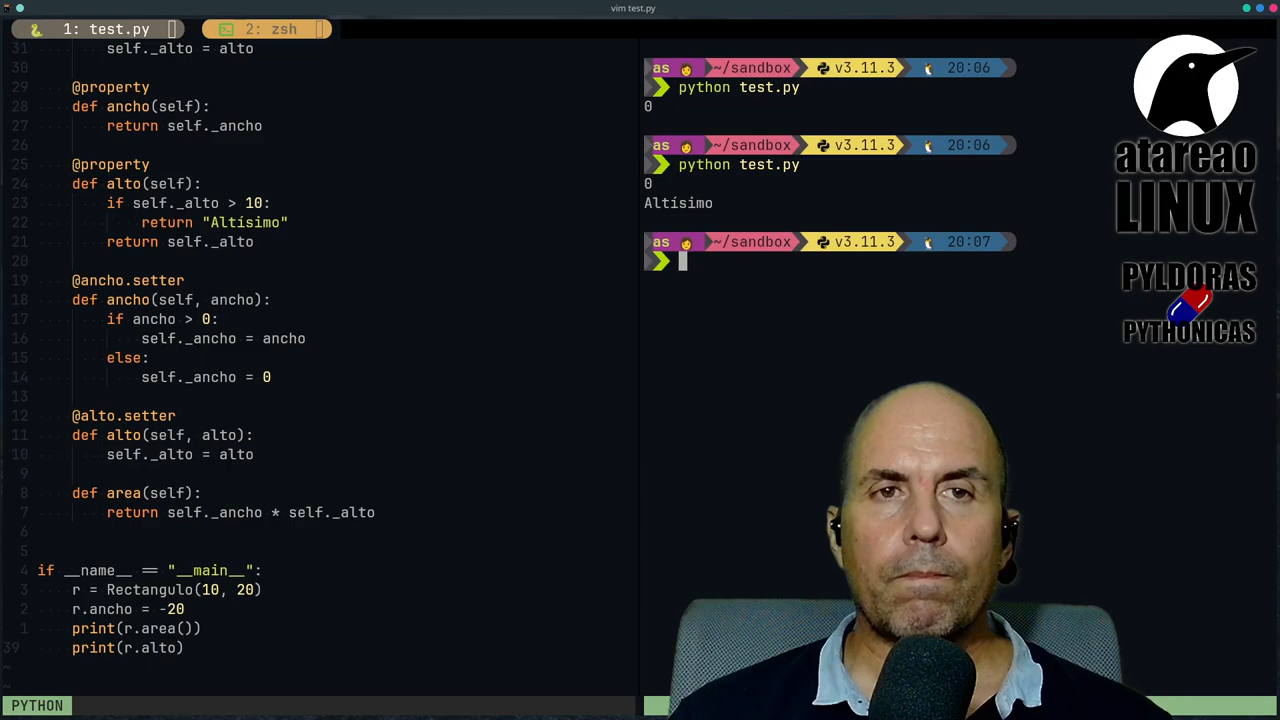 vim test.py
1: test.py
2: zsh
31 self._alto = alto
30
29 @property
28 def ancho(self):
27 return self._ancho
26
25 @property
24 def alto(self):
23 if self._alto > 10:
22 return "Altísimo"
21 return self._alto
20
19 @ancho.setter
18 def ancho(self, ancho):
17 if ancho > 0:
16 self._ancho = ancho
15 else:
14 self._ancho = 0
13
12 @alto.setter
11 def alto(self, alto):
10 self._alto = alto
9
8 def area(self):
7 return self._ancho * self._alto
6
5
4 if __name__ == "__main__":
3 r = Rectangulo(10, 20)
2 r.ancho = -20
1 print(r.area())
39 print(r.alto)
~
~
PYTHON
as ~/sandbox v3.11.3 20:06
python test.py
0
as ~/sandbox v3.11.3 20:06
python test.py
0
Altísimo
as ~/sandbox v3.11.3 20:07
atareao
LINUX
PYLDORAS
PYTHONICAS